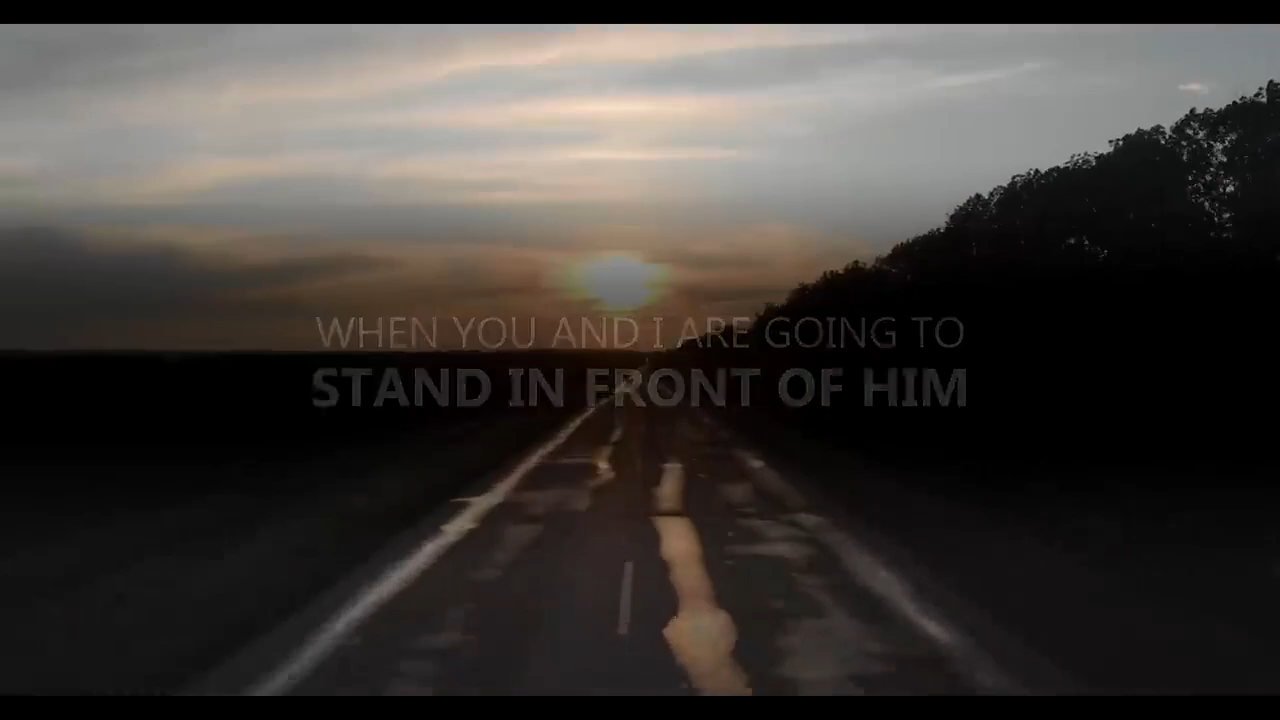 WHEN YOU AND I ARE GOING TO
STAND IN FRONT OF HIM